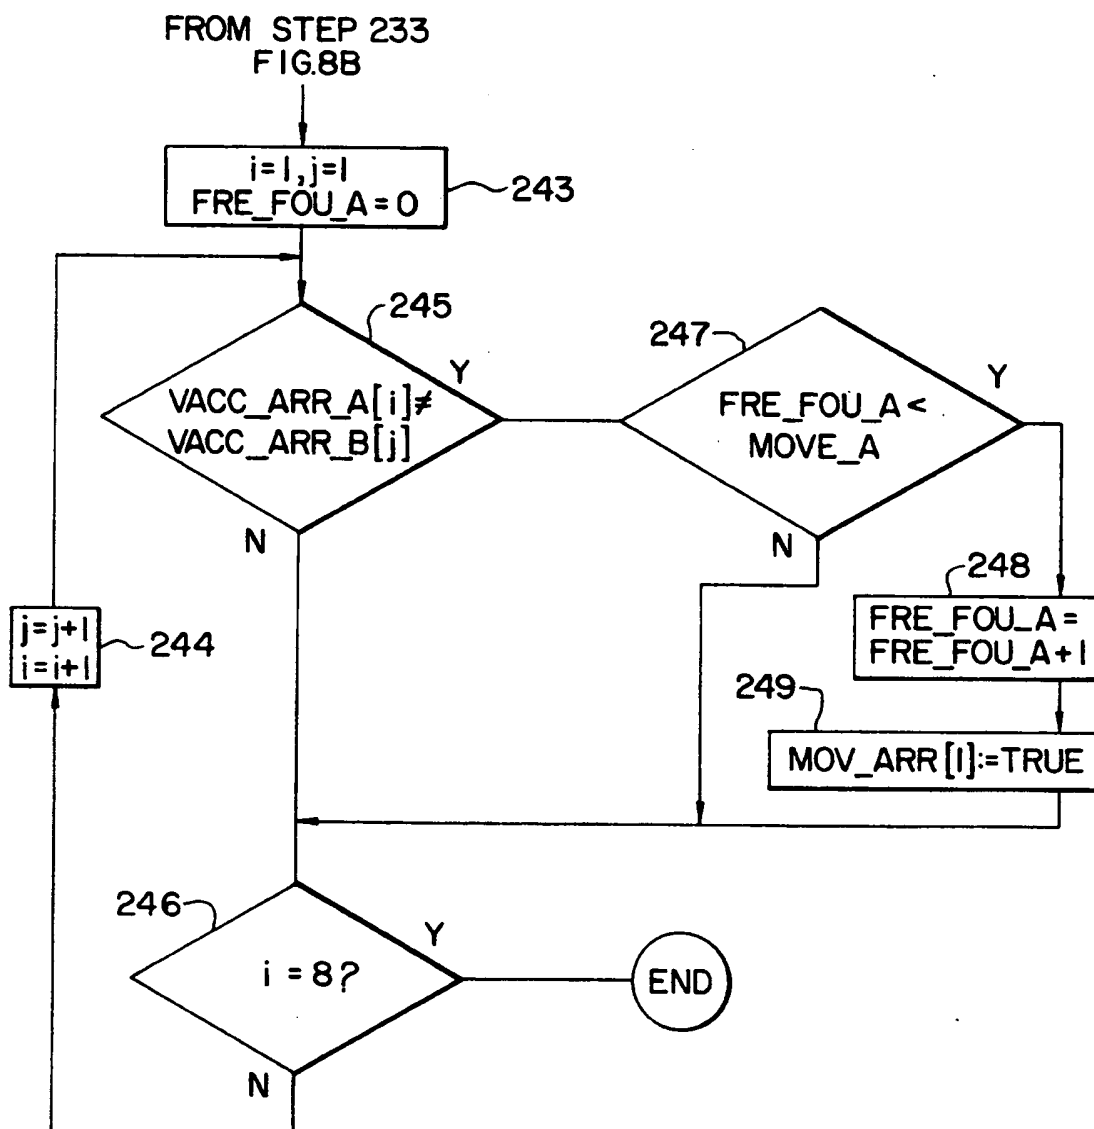 FROM STEP 233
FIG.8B
i=1, j=1
FRE_FOU_A=0
243
245
VACC_ARR_A[i]≠
VACC_ARR_B[j]
Y
N
247
FRE_FOU_A<
MOVE_A
Y
N
248
FRE_FOU_A=
FRE_FOU_A+1
249
MOV_ARR[1]:=TRUE
j=j+1
i=i+1
244
246
i=8?
Y
N
END